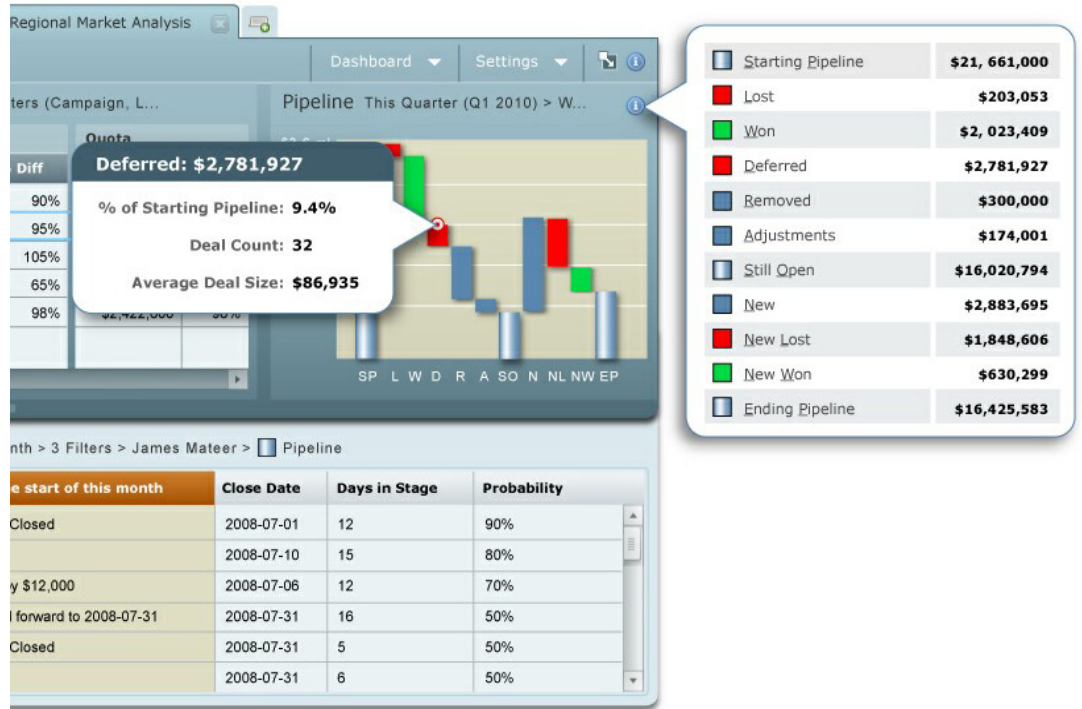 Regional Market Analysis
Dashboard
Settings
ters (Campaign, L...
Pipeline This Quarter (Q1 2010) > W...
Quota
Diff
90%
95%
105%
65%
98%
$2,422,000
Deferred: $2,781,927
% of Starting Pipeline: 9.4%
Deal Count: 32
Average Deal Size: $86,935
SP L W D R A SO N NL NW EP
Starting Pipeline $21, 661,000
Lost $203,053
Won $2, 023,409
Deferred $2,781,927
Removed $300,000
Adjustments $174,001
Still Open $16,020,794
New $2,883,695
New Lost $1,848,606
New Won $630,299
Ending Pipeline $16,425,583
nth > 3 Filters > James Mateer > Pipeline
e start of this month Close Date Days in Stage Probability
Closed 2008-07-01 12 90%
2008-07-10 15 80%
y $12,000 2008-07-06 12 70%
forward to 2008-07-31 2008-07-31 16 50%
Closed 2008-07-31 5 50%
2008-07-31 6 50%